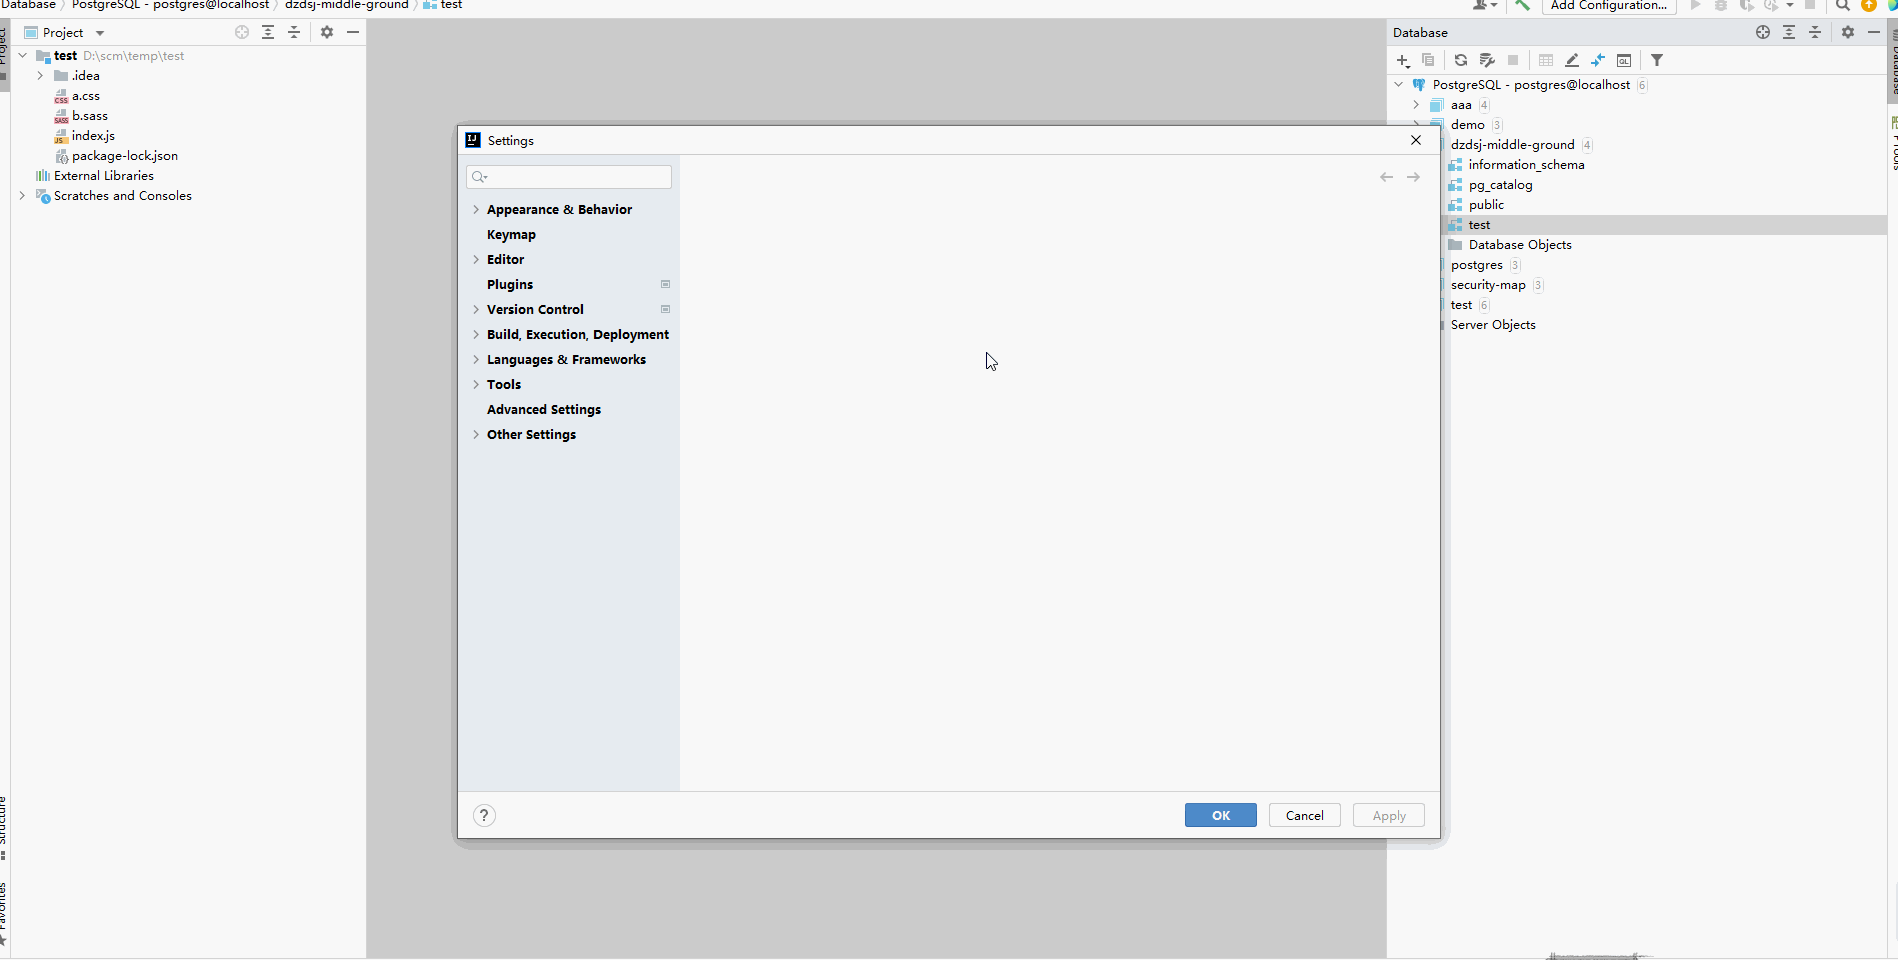 Database 〉 PostgreSQL - postgres@localhost 〉 dzdsj-middle-ground 〉 test
Add Configuration...
Project
Project
test D:\scm\temp\test
.idea
a.css
b.sass
index.js
package-lock.json
External Libraries
Scratches and Consoles
Structure
Favorites
Settings
Appearance & Behavior
Keymap
Editor
Plugins
Version Control
Build, Execution, Deployment
Languages & Frameworks
Tools
Advanced Settings
Other Settings
?
OK
Cancel
Apply
Database
PostgreSQL - postgres@localhost 6
aaa 4
demo 3
dzdsj-middle-ground 4
information_schema
pg_catalog
public
test
Database Objects
postgres 3
security-map 3
test 6
Server Objects
Database